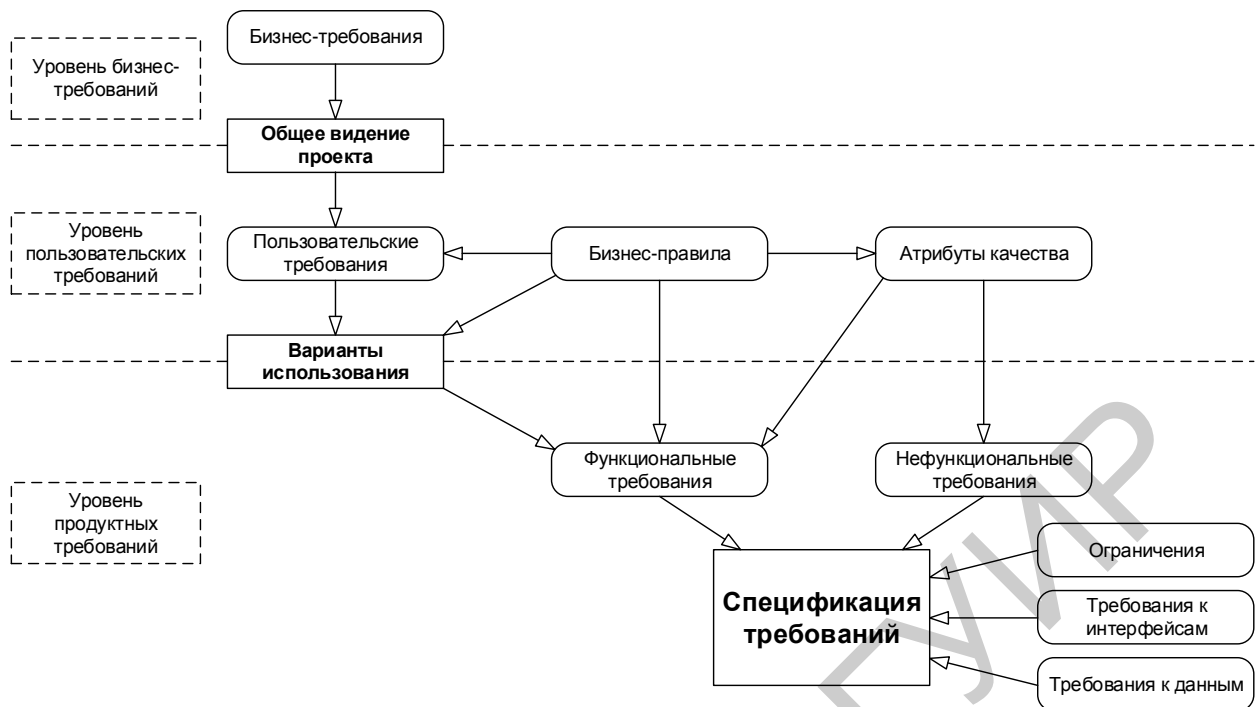 Бизнес-требования
Уровень бизнес-
требований
Общее видение
проекта
Уровень
пользовательских
требований
Пользовательские
требования
Бизнес-правила
Атрибуты качества
Варианты
использования
Функциональные
требования
Нефункциональные
требования
Уровень
продуктных
требований
Спецификация
требований
Ограничения
Требования к
интерфейсам
Требования к данным
ГУИР